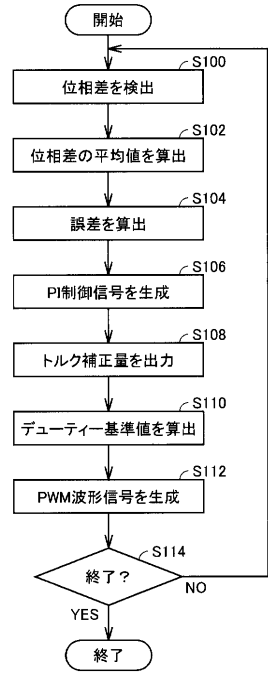 開始
S100
位相差を検出
S102
位相差の平均値を算出
S104
誤差を算出
S106
PI制御信号を生成
S108
トルク補正量を出力
S110
デューティー基準値を算出
S112
PWM波形信号を生成
S114
終了？
NO
YES
終了